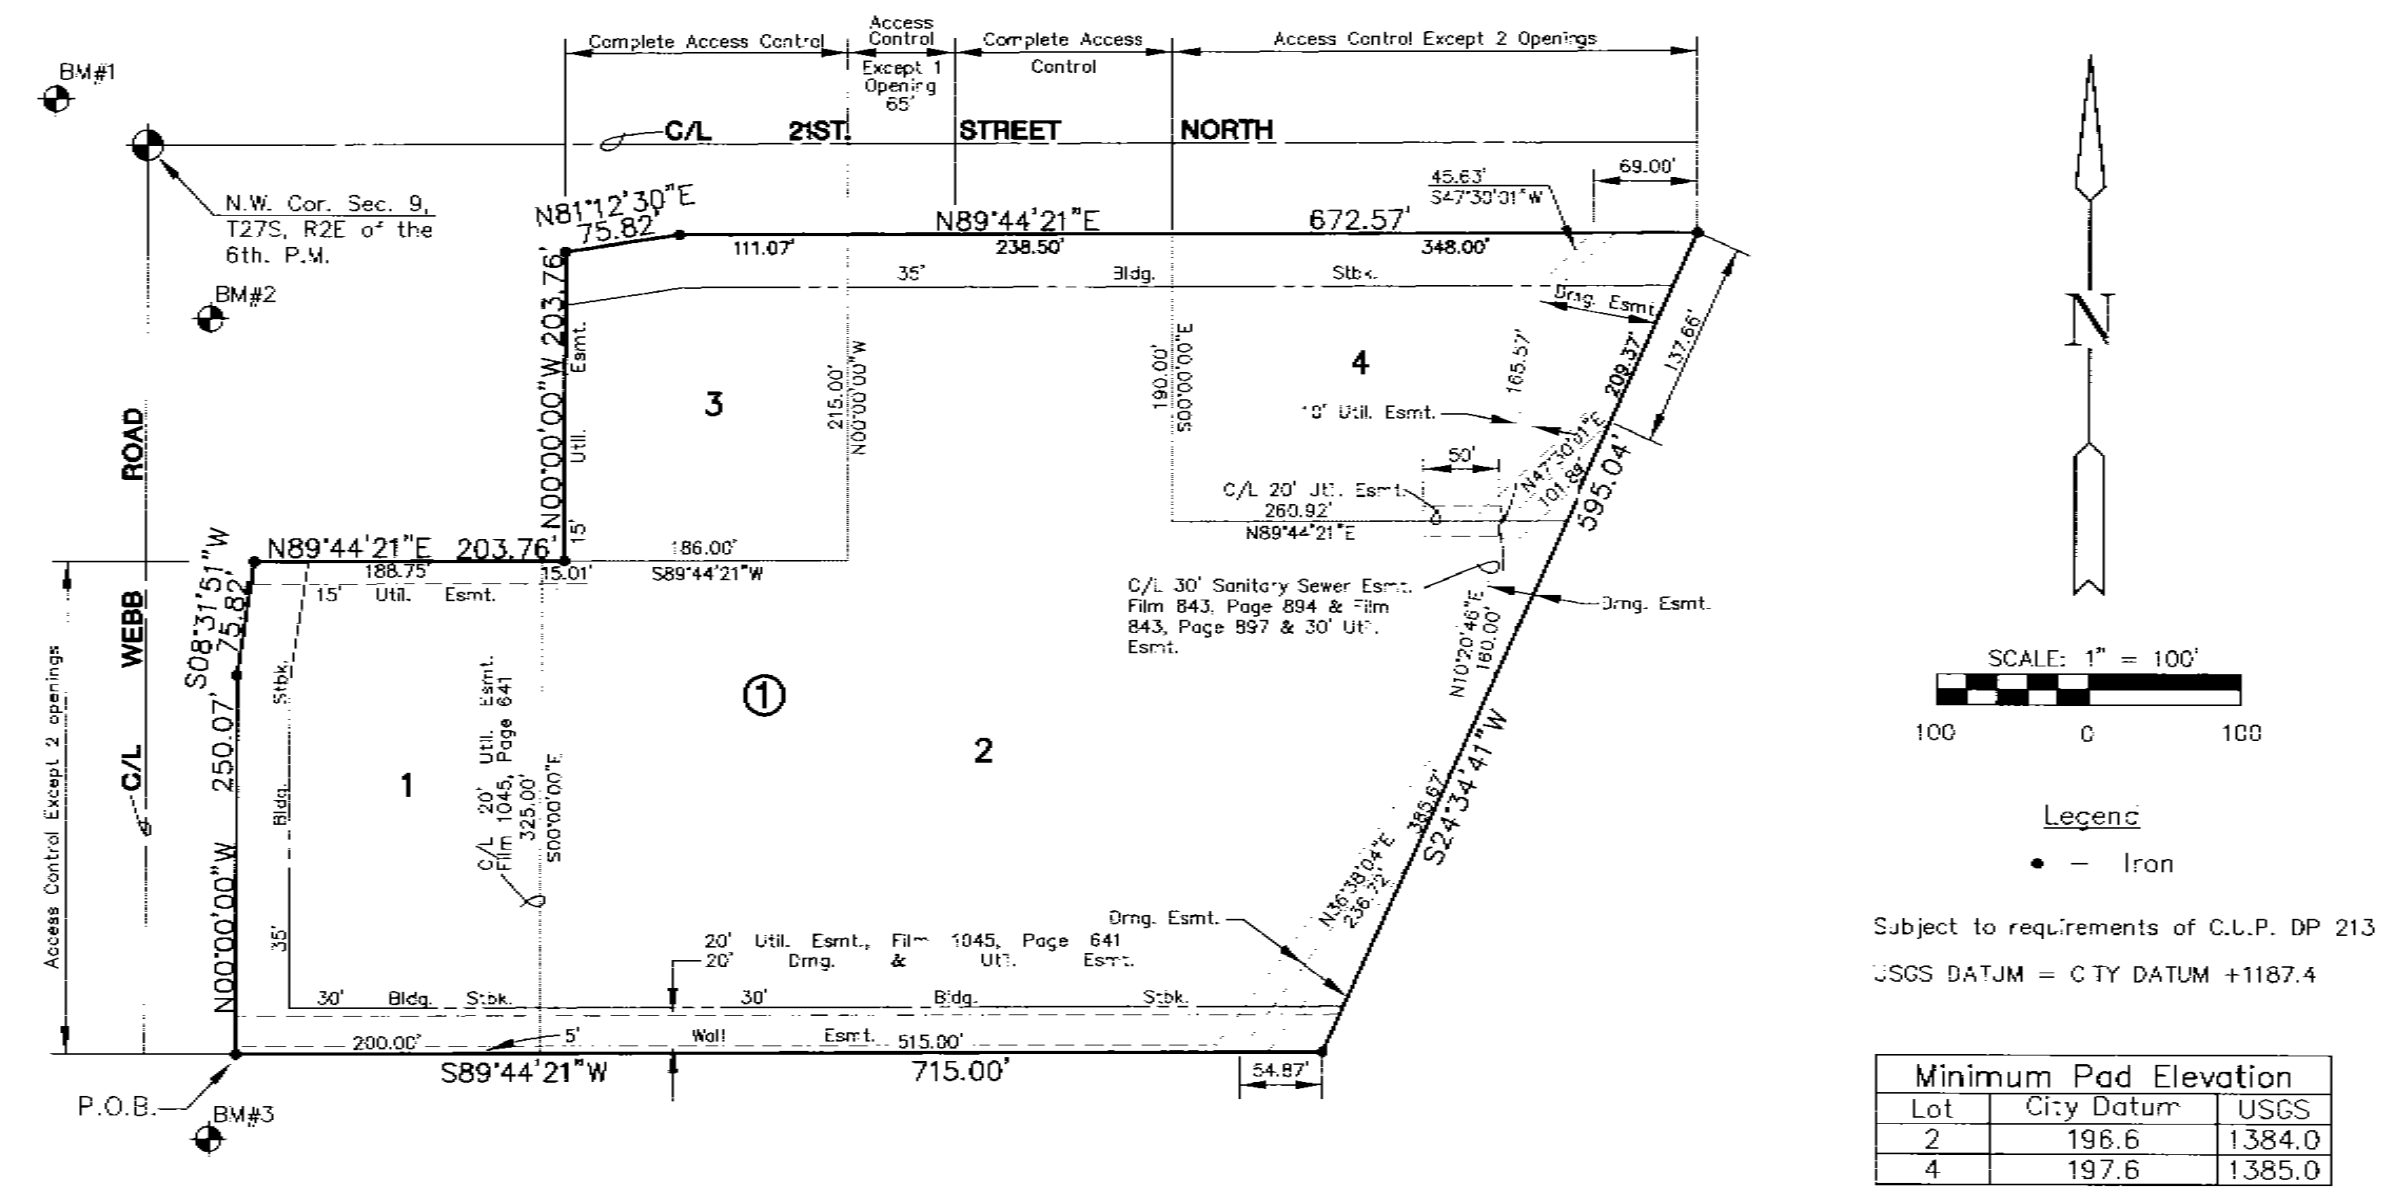 Complete Access Control
Access
Control
Except 1
Opening
65'
Complete Access
Control
Access Control Except 2 Openings
BM#1
C/L 21ST. STREET NORTH
N.W. Cor. Sec. 9,
T27S, R2E of the
6th. P.M.
BM#2
N81°12'30"E
75.82'
N89°44'21"E 672.57'
111.07'
238.50'
348.00'
45.63'
S47°30'01"W
69.00'
35' Bldg. Stbk.
Drng. Esmt.
N00°00'00"W 203.76'
15' Util. Esmt.
3
215.00'
N00°00'00"W
190.00'
S00°00'00"E
4
165.57'
209.37'
137.66'
10' Util. Esmt.
N47°30'01"E
101.89'
50'
C/L 20' Util. Esmt.
260.92'
N89°44'21"E
595.04'
C/L WEBB ROAD
S08°31'51"W
75.82'
N89°44'21"E 203.76'
188.75'
15.01'
186.00'
S89°44'21"W
15' Util. Esmt.
C/L 30' Sanitary Sewer Esmt.
Film 843, Page 894 & Film
843, Page 897 & 30' Util.
Esmt.
Drng. Esmt.
N10°20'46"E
160.00'
Access Control Except 2 openings
N00°00'00"W 250.07'
35' Bldg. Stbk.
1
C/L 20' Util. Esmt.
Film 1045, Page 641
325.00'
S00°00'00"E
1
2
385.67'
S24°34'41"W
N36°38'04"E
236.72'
Drng. Esmt.
20' Util. Esmt., Film 1045, Page 641
20' Drng. & Util. Esmt.
30' Bldg. Stbk. 30' Bldg. Stbk.
200.00'
5' Wall Esmt.
515.00'
S89°44'21"W 715.00'
54.87'
P.O.B.
BM#3
N
SCALE: 1" = 100'
100 0 100
Legend
● – Iron
Subject to requirements of C.U.P. DP 213
USGS DATUM = CITY DATUM +1187.4
Minimum Pad Elevation
Lot City Datum USGS
2 196.6 1384.0
4 197.6 1385.0